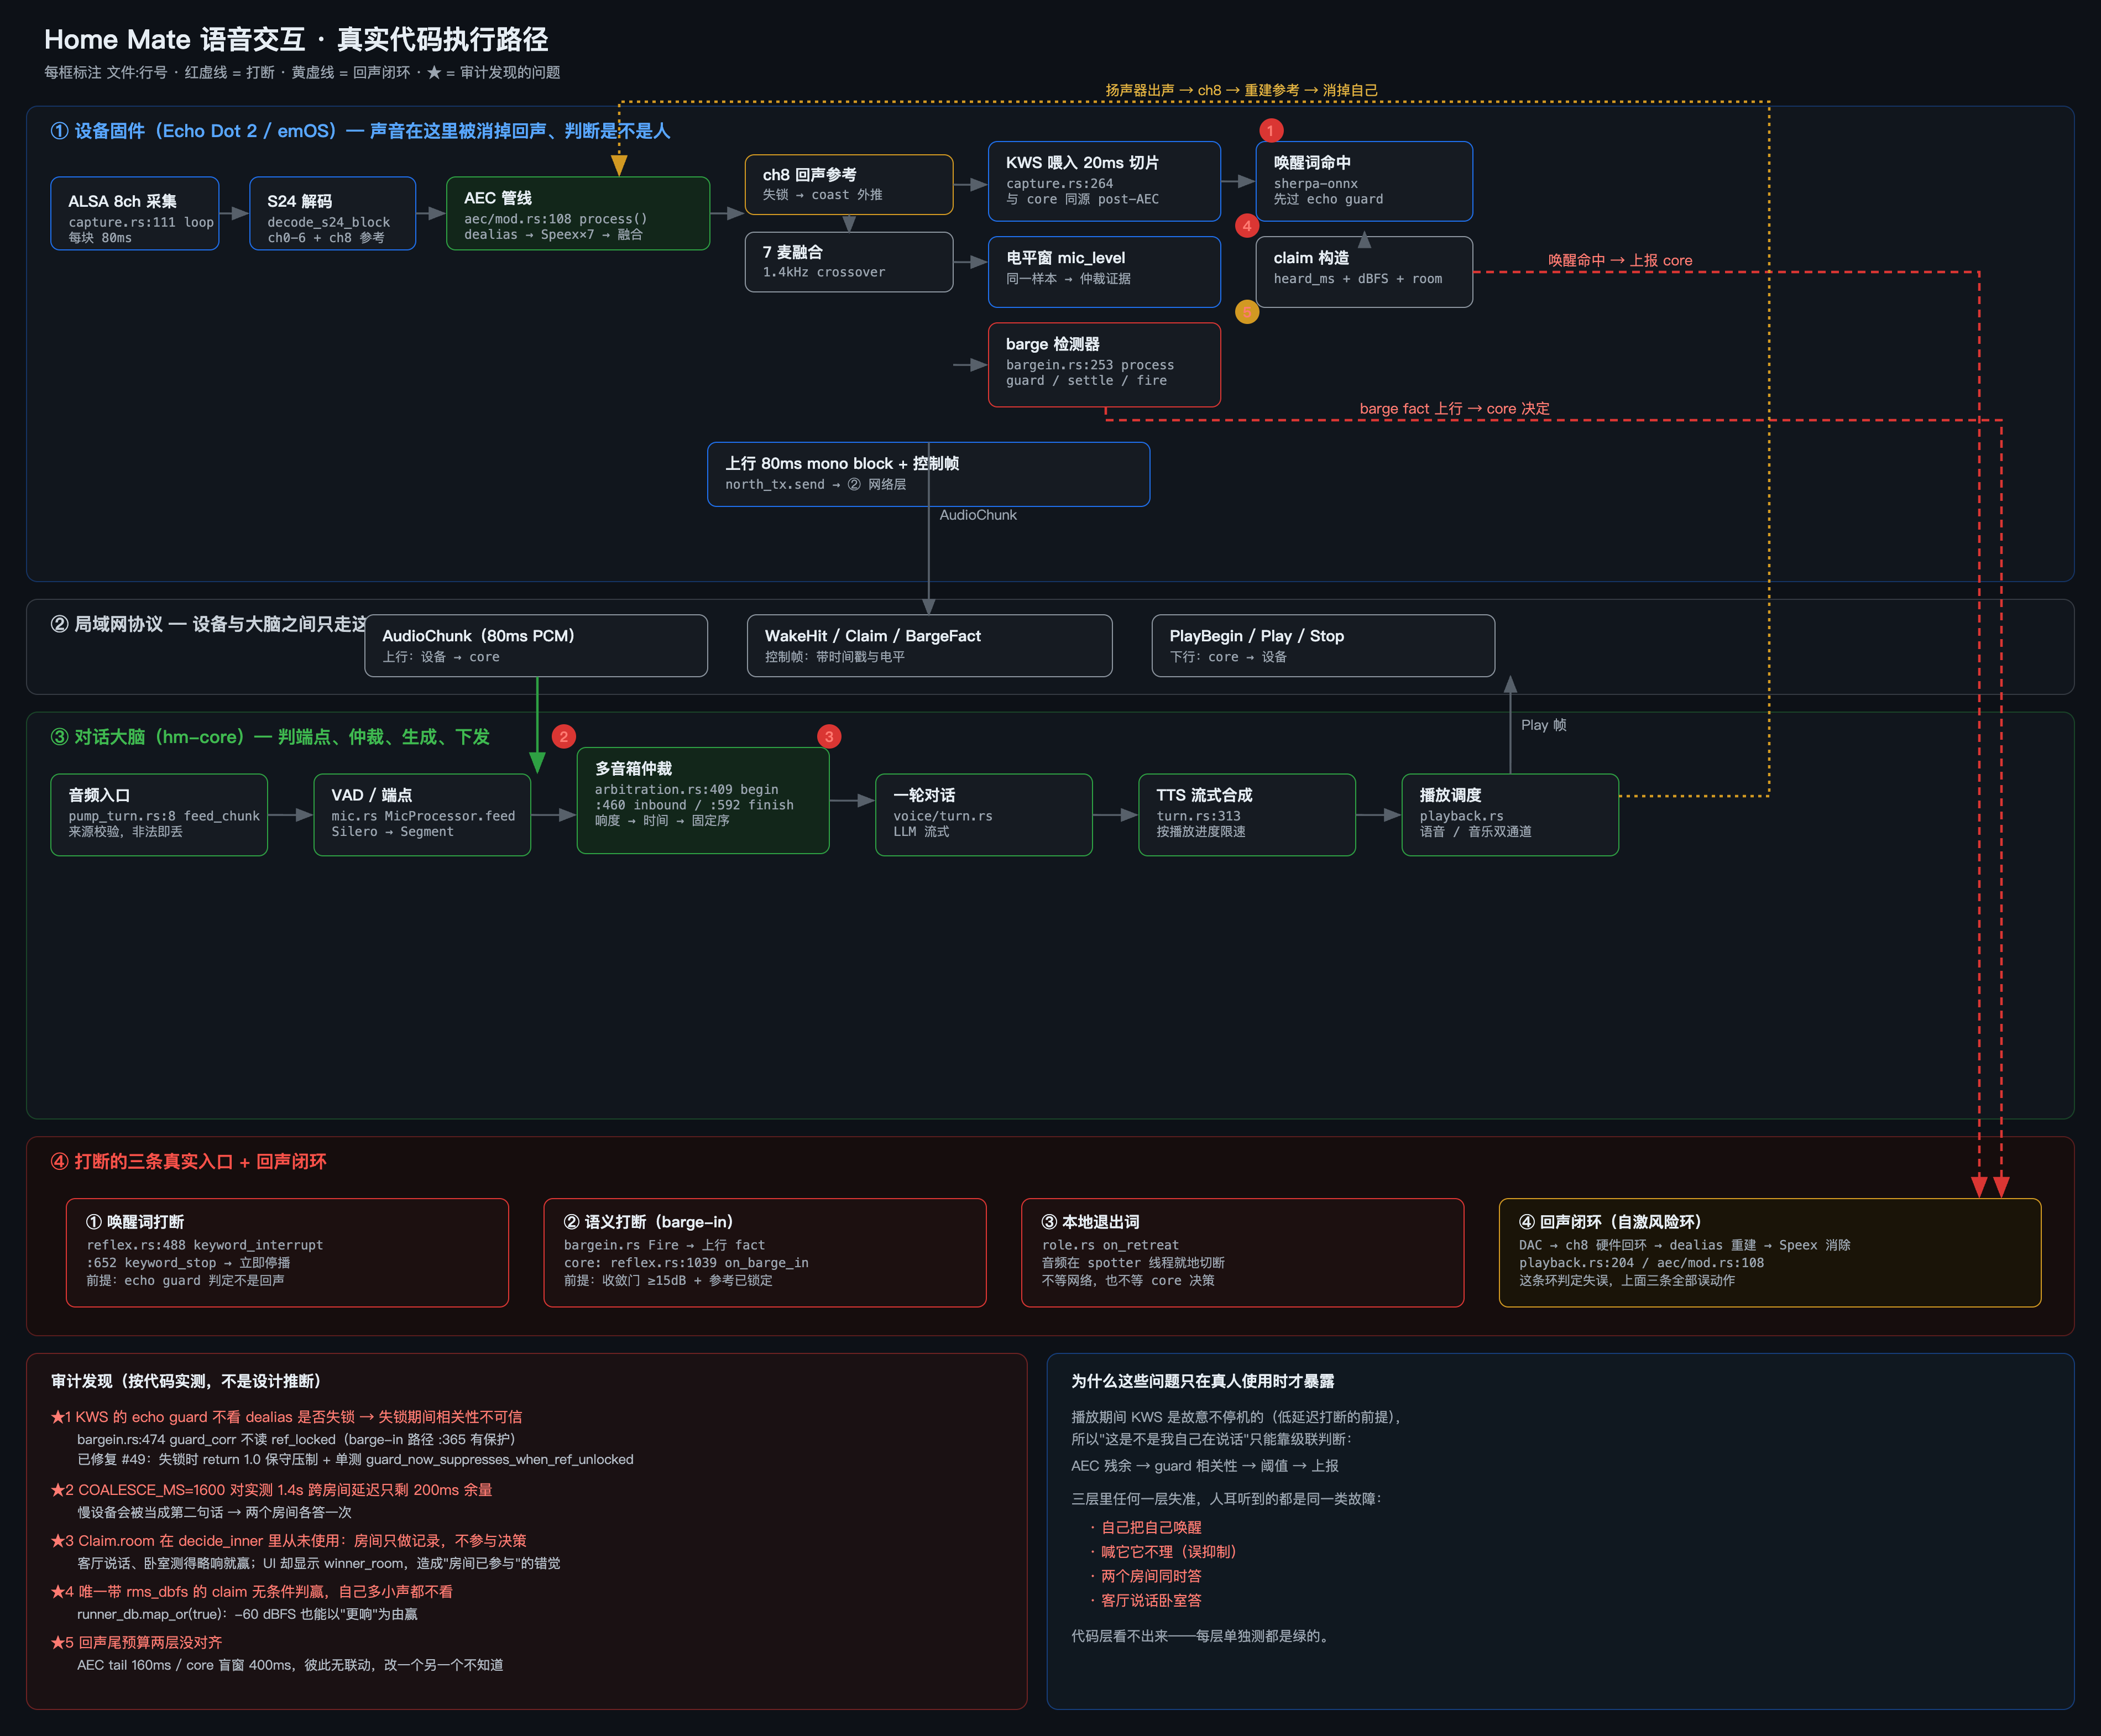 Home Mate 语音交互 · 真实代码执行路径
每框标注 文件:行号 · 红虚线 = 打断 · 黄虚线 = 回声闭环 · ★ = 审计发现的问题
扬声器出声 → ch8 → 重建参考 → 消掉自己
① 设备固件（Echo Dot 2 / emOS）— 声音在这里被消掉回声、判断是不是人
ALSA 8ch 采集
capture.rs:111 loop
每块 80ms
S24 解码
decode_s24_block
ch0-6 + ch8 参考
AEC 管线
aec/mod.rs:108 process()
dealias → Speex×7 → 融合
ch8 回声参考
失锁 → coast 外推
7 麦融合
1.4kHz crossover
KWS 喂入 20ms 切片
capture.rs:264
与 core 同源 post-AEC
1
唤醒词命中
sherpa-onnx
先过 echo guard
电平窗 mic_level
同一样本 → 仲裁证据
4
claim 构造
heard_ms + dBFS + room
唤醒命中 → 上报 core
barge 检测器
bargein.rs:253 process
guard / settle / fire
barge fact 上行 → core 决定
上行 80ms mono block + 控制帧
north_tx.send → ② 网络层
AudioChunk
② 局域网协议 — 设备与大脑之间只走这
AudioChunk（80ms PCM）
上行: 设备 → core
WakeHit / Claim / BargeFact
控制帧: 带时间戳与电平
PlayBegin / Play / Stop
下行: core → 设备
Play 帧
③ 对话大脑（hm-core）— 判端点、仲裁、生成、下发
音频入口
pump_turn.rs:8 feed_chunk
来源校验，非法即丢
VAD / 端点
mic.rs MicProcessor.feed
Silero → Segment
2
3
多音箱仲裁
arbitration.rs:409 begin
:460 inbound / :592 finish
响度 → 时间 → 固定序
一轮对话
voice/turn.rs
LLM 流式
TTS 流式合成
turn.rs:313
按播放进度限速
播放调度
playback.rs
语音 / 音乐双通道
④ 打断的三条真实入口 + 回声闭环
① 唤醒词打断
reflex.rs:488 keyword_interrupt
:652 keyword_stop → 立即停播
前提: echo guard 判定不是回声
② 语义打断（barge-in）
bargein.rs Fire → 上行 fact
core: reflex.rs:1039 on_barge_in
前提: 收敛门 ≥15dB + 参考已锁定
③ 本地退出词
role.rs on_retreat
音频在 spotter 线程就地切断
不等网络，也不等 core 决策
④ 回声闭环（自激风险环）
DAC → ch8 硬件回环 → dealias 重建 → Speex 消除
playback.rs:204 / aec/mod.rs:108
这条环判定失误，上面三条全部误动作
审计发现（按代码实测，不是设计推断）
★1 KWS 的 echo guard 不看 dealias 是否失锁 → 失锁期间相关性不可信
bargein.rs:474 guard_corr 不读 ref_locked（barge-in 路径 :365 有保护）
已修复 #49：失锁时 return 1.0 保守压制 + 单测 guard_now_suppresses_when_ref_unlocked
★2 COALESCE_MS=1600 对实测 1.4s 跨房间延迟只剩 200ms 余量
慢设备会被当成第二句话 → 两个房间各答一次
★3 Claim.room 在 decide_inner 里从未使用：房间只做记录，不参与决策
客厅说话、卧室测得略响就赢；UI 却显示 winner_room，造成"房间已参与"的错觉
★4 唯一带 rms_dbfs 的 claim 无条件判赢，自己多小声都不看
runner_db.map_or(true)：-60 dBFS 也能以"更响"为由赢
★5 回声尾预算两层没对齐
AEC tail 160ms / core 盲窗 400ms，彼此无联动，改一个另一个不知道
为什么这些问题只在真人使用时才暴露
播放期间 KWS 是故意不停机的（低延迟打断的前提），
所以"这是不是我自己在说话"只能靠级联判断：
AEC 残余 → guard 相关性 → 阈值 → 上报
三层里任何一层失准，人耳听到的都是同一类故障：
· 自己把自己唤醒
· 喊它它不理（误抑制）
· 两个房间同时答
· 客厅说话卧室答
代码层看不出来——每层单独测都是绿的。